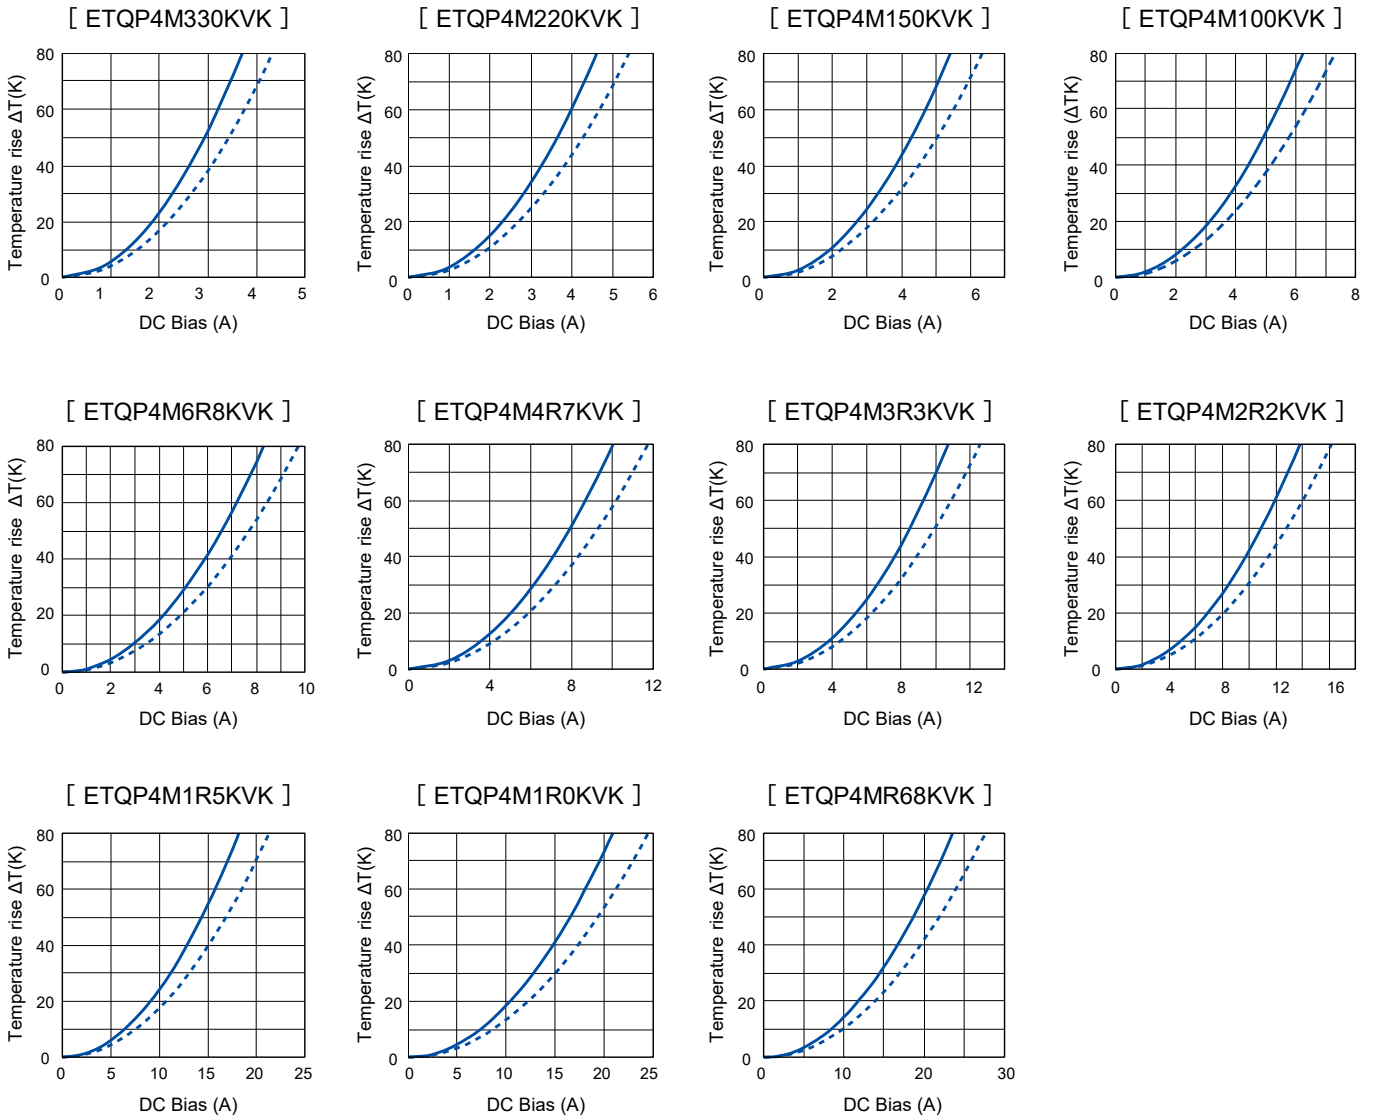 [ ETQP4M330KVK ]
Temperature rise ΔT(K)
80
60
40
20
0
0 1 2 3 4 5
DC Bias (A)
[ ETQP4M220KVK ]
Temperature rise ΔT(K)
80
60
40
20
0
0 1 2 3 4 5 6
DC Bias (A)
[ ETQP4M150KVK ]
Temperature rise ΔT(K)
80
60
40
20
0
0 2 4 6
DC Bias (A)
[ ETQP4M100KVK ]
Temperature rise (ΔTK)
80
60
40
20
0
0 2 4 6 8
DC Bias (A)
[ ETQP4M6R8KVK ]
Temperature rise ΔT(K)
80
60
40
20
0
0 2 4 6 8 10
DC Bias (A)
[ ETQP4M4R7KVK ]
Temperature rise ΔT(K)
80
60
40
20
0
0 4 8 12
DC Bias (A)
[ ETQP4M3R3KVK ]
Temperature rise ΔT(K)
80
60
40
20
0
0 4 8 12
DC Bias (A)
[ ETQP4M2R2KVK ]
Temperature rise ΔT(K)
80
60
40
20
0
0 4 8 12 16
DC Bias (A)
[ ETQP4M1R5KVK ]
Temperature rise ΔT(K)
80
60
40
20
0
0 5 10 15 20 25
DC Bias (A)
[ ETQP4M1R0KVK ]
Temperature rise ΔT(K)
80
60
40
20
0
0 5 10 15 20 25
DC Bias (A)
[ ETQP4MR68KVK ]
Temperature rise ΔT(K)
80
60
40
20
0
0 10 20 30
DC Bias (A)